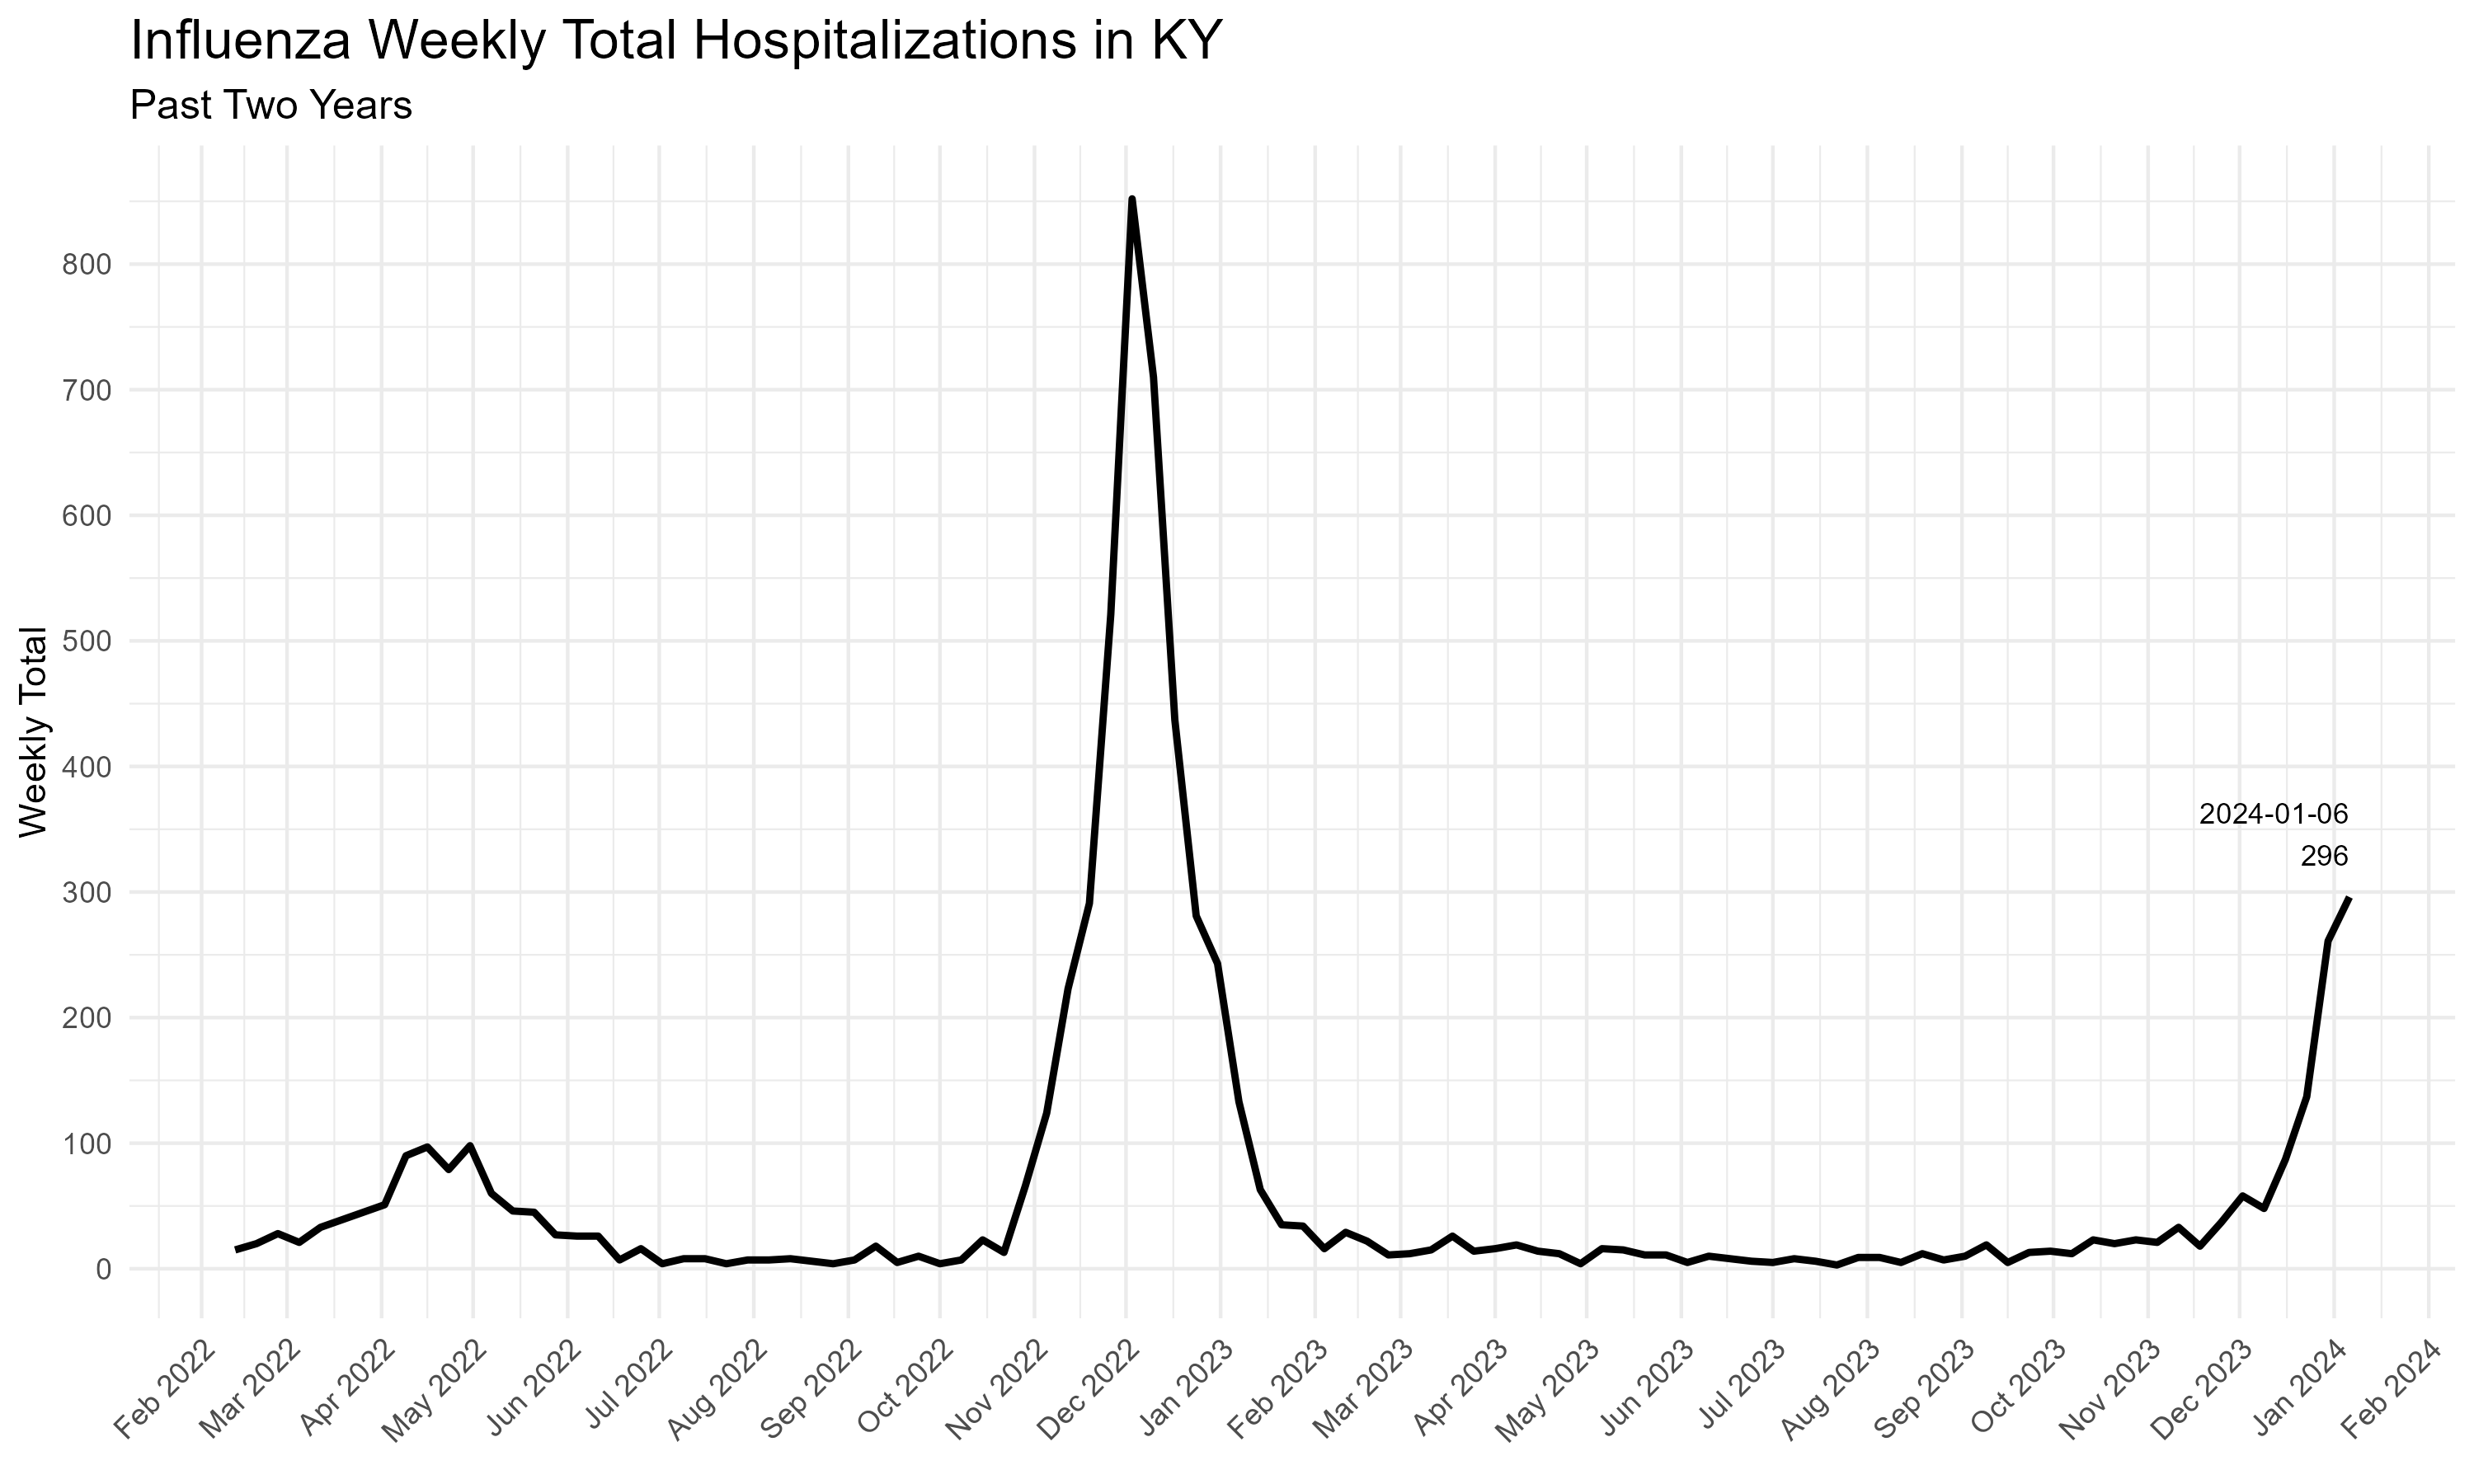 Influenza Weekly Total Hospitalizations in KY
Past Two Years
Weekly Total
800
700
600
500
400
300
200
100
0
2024-01-06
296
Feb 2022
Mar 2022
Apr 2022
May 2022
Jun 2022
Jul 2022
Aug 2022
Sep 2022
Oct 2022
Nov 2022
Dec 2022
Jan 2023
Feb 2023
Mar 2023
Apr 2023
May 2023
Jun 2023
Jul 2023
Aug 2023
Sep 2023
Oct 2023
Nov 2023
Dec 2023
Jan 2024
Feb 2024